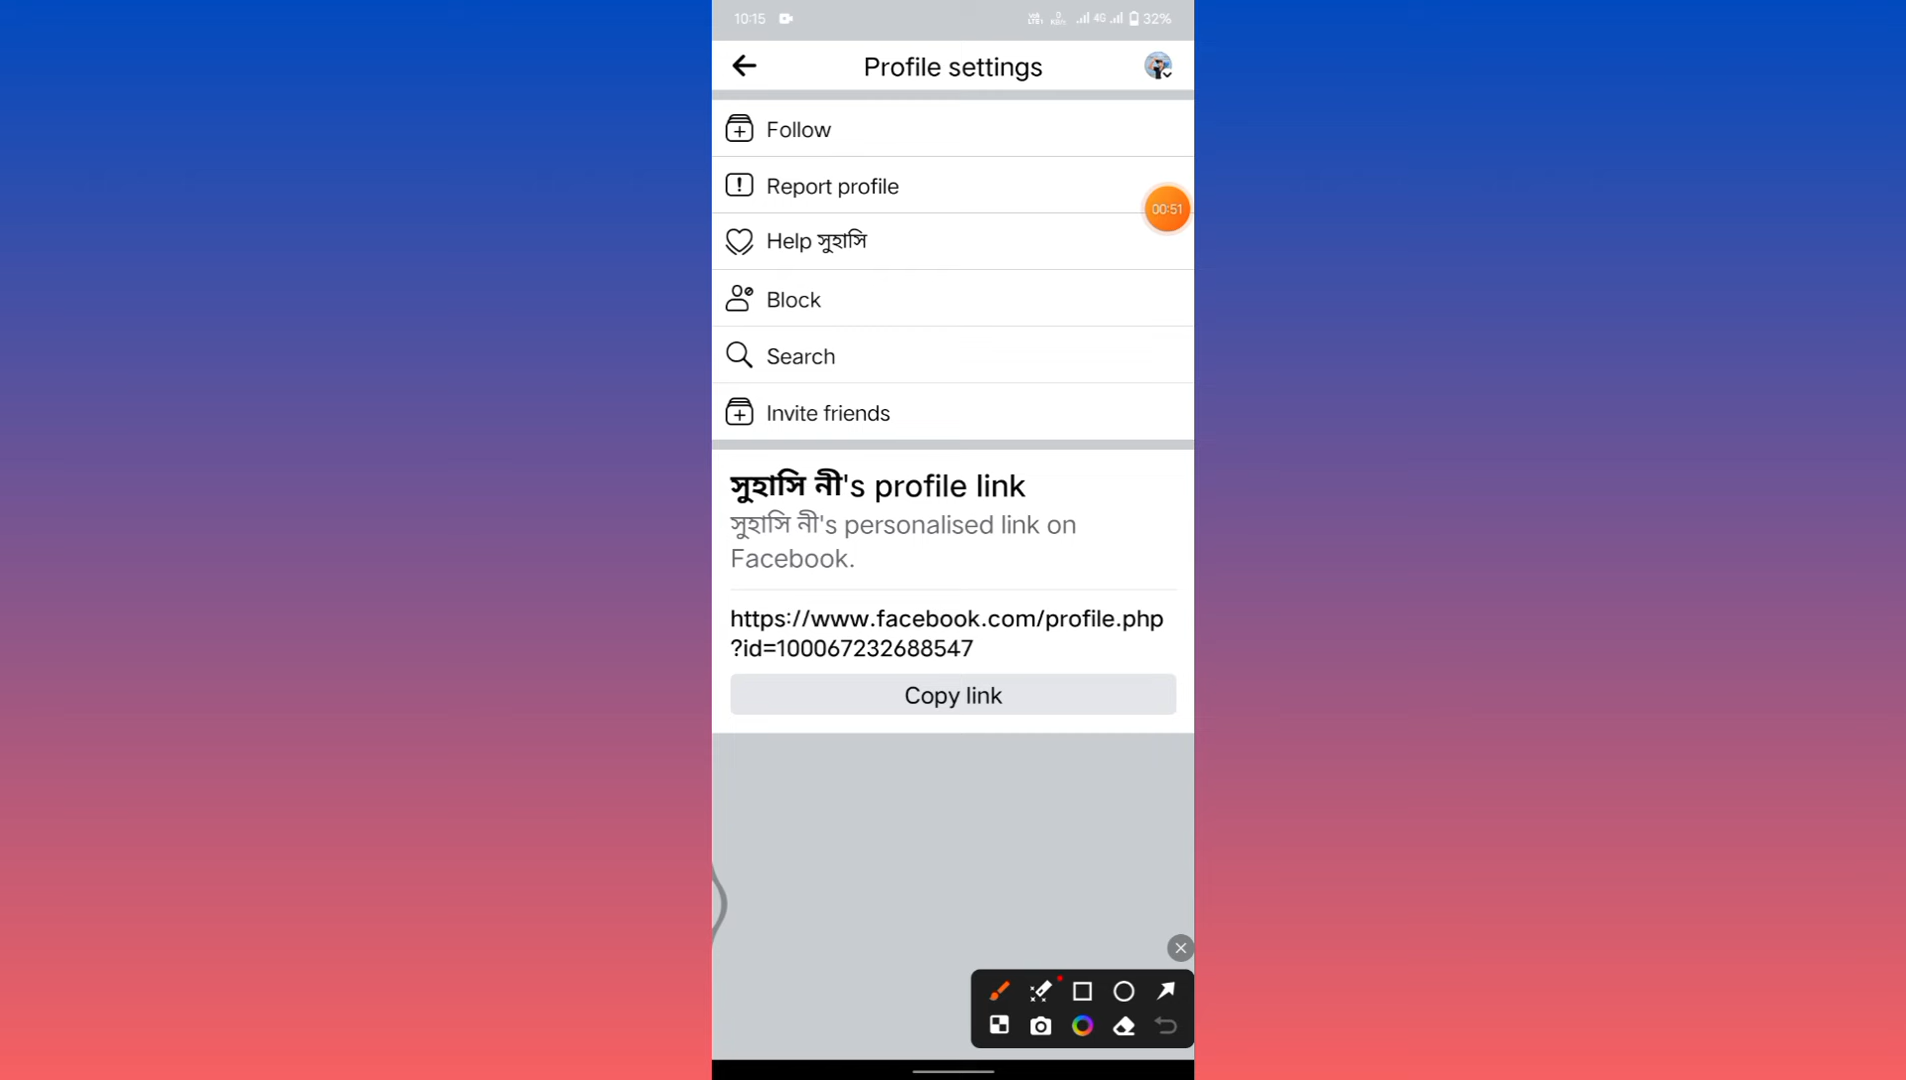 10:15 4G 32%
Profile settings
Follow
Report profile
00:51
Help সুহাসি
Block
Search
Invite friends
সুহাসি নী's profile link
সুহাসি নী's personalised link on
Facebook.
https://www.facebook.com/profile.php
?id=100067232688547
Copy link